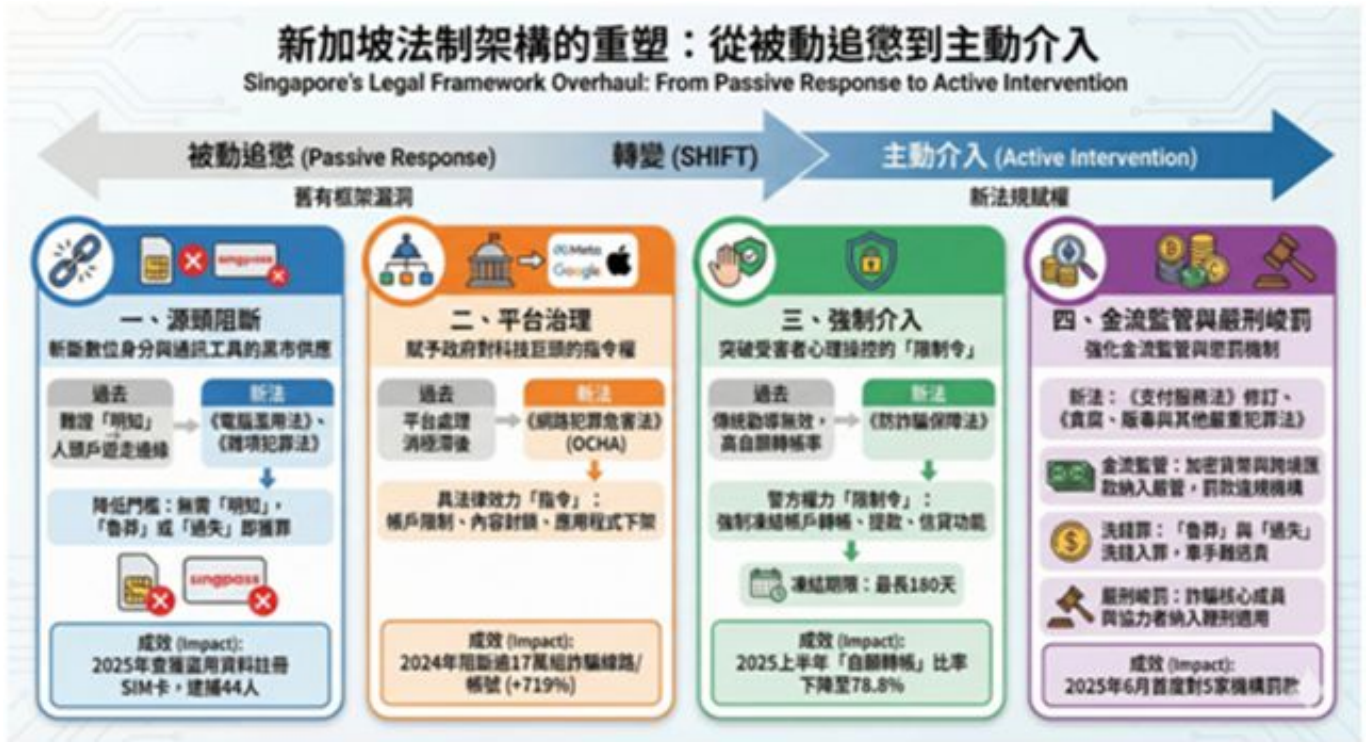 新加坡法制架構的重塑：從被動追懲到主動介入
Singapore's Legal Framework Overhaul: From Passive Response to Active Intervention
被動追懲 (Passive Response)
轉變 (SHIFT)
主動介入 (Active Intervention)
舊有框架漏洞
新法規賦權
singpass
一、源頭阻斷
斬斷數位身分與通訊工具的黑市供應
過去
難證「明知」
人頭戶遊走邊緣
新法
《電腦濫用法》、
《雜項犯罪法》
降低門檻：無需「明知」，
「魯莽」或「過失」即獲罪
singpass
成效 (Impact):
2025年查獲盜用資料註冊
SIM卡，逮捕44人
Meta
Google
二、平台治理
賦予政府對科技巨頭的指令權
過去
平台處理
消極滯後
新法
《網路犯罪危害法》
(OCHA)
具法律效力「指令」：
帳戶限制、內容封鎖、應用程式下架
成效 (Impact):
2024年阻斷逾17萬組詐騙線路/
帳號 (+719%)
三、強制介入
突破受害者心理操控的「限制令」
過去
傳統勸導無效，
高自願轉帳率
新法
《防詐騙保障法》
警方權力「限制令」：
強制凍結帳戶轉帳、提款、信貸功能
凍結期限：最長180天
成效 (Impact):
2025上半年「自願轉帳」比率
下降至78.8%
四、金流監管與嚴刑峻罰
強化金流監管與懲罰機制
新法：《支付服務法》修訂、
《貪腐、販毒與其他嚴重犯罪法》
金流監管：加密貨幣與跨境匯
款納入嚴管，罰款違規機構
洗錢罪：「魯莽」與「過失」
洗錢入罪，車手難逃責
嚴刑峻罰：詐騙核心成員
與協力者納入鞭刑適用
成效 (Impact):
2025年6月首度對5家機構罰款